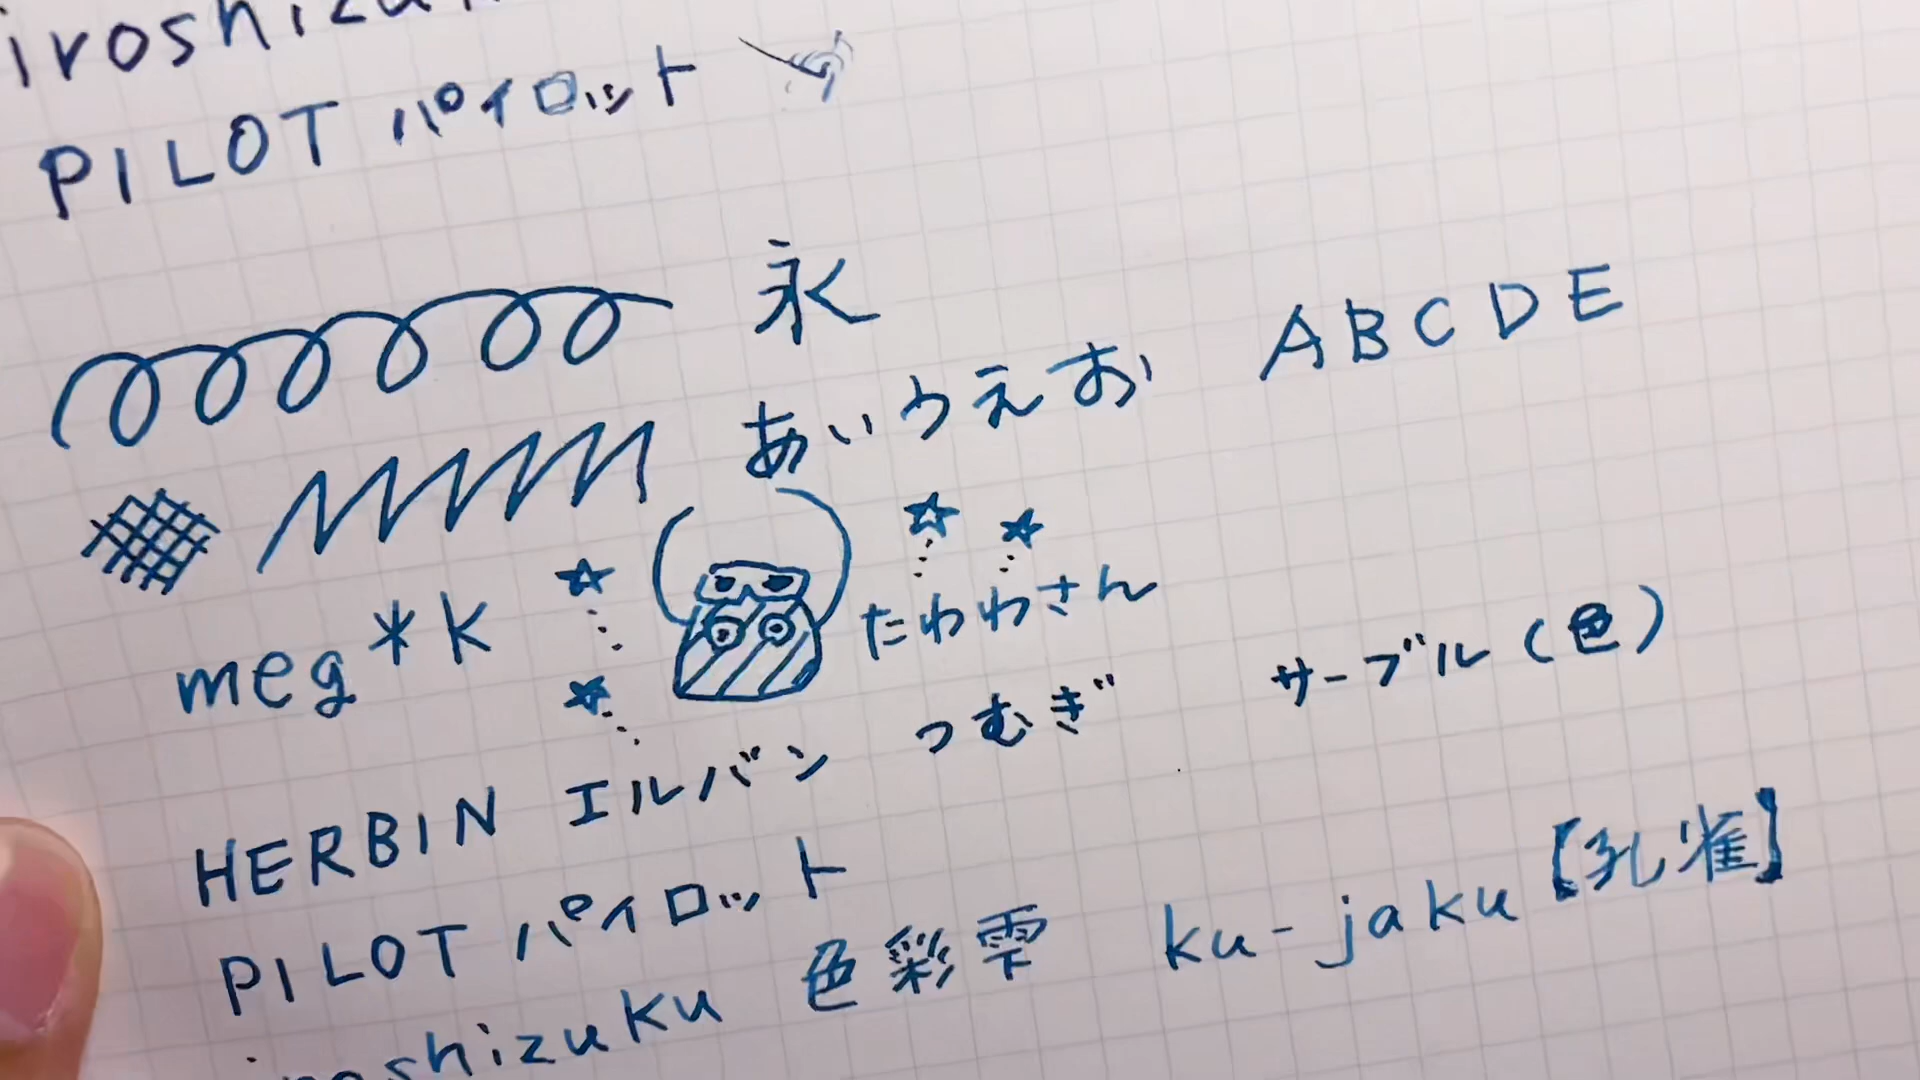 iroshizuku
PILOT パイロット
永
あいうえお ABCDE
meg*k たわわさん
HERBIN エルバン つむぎ サーブル(色)
PILOT パイロット
iroshizuku 色彩雫 ku-jaku【孔雀】